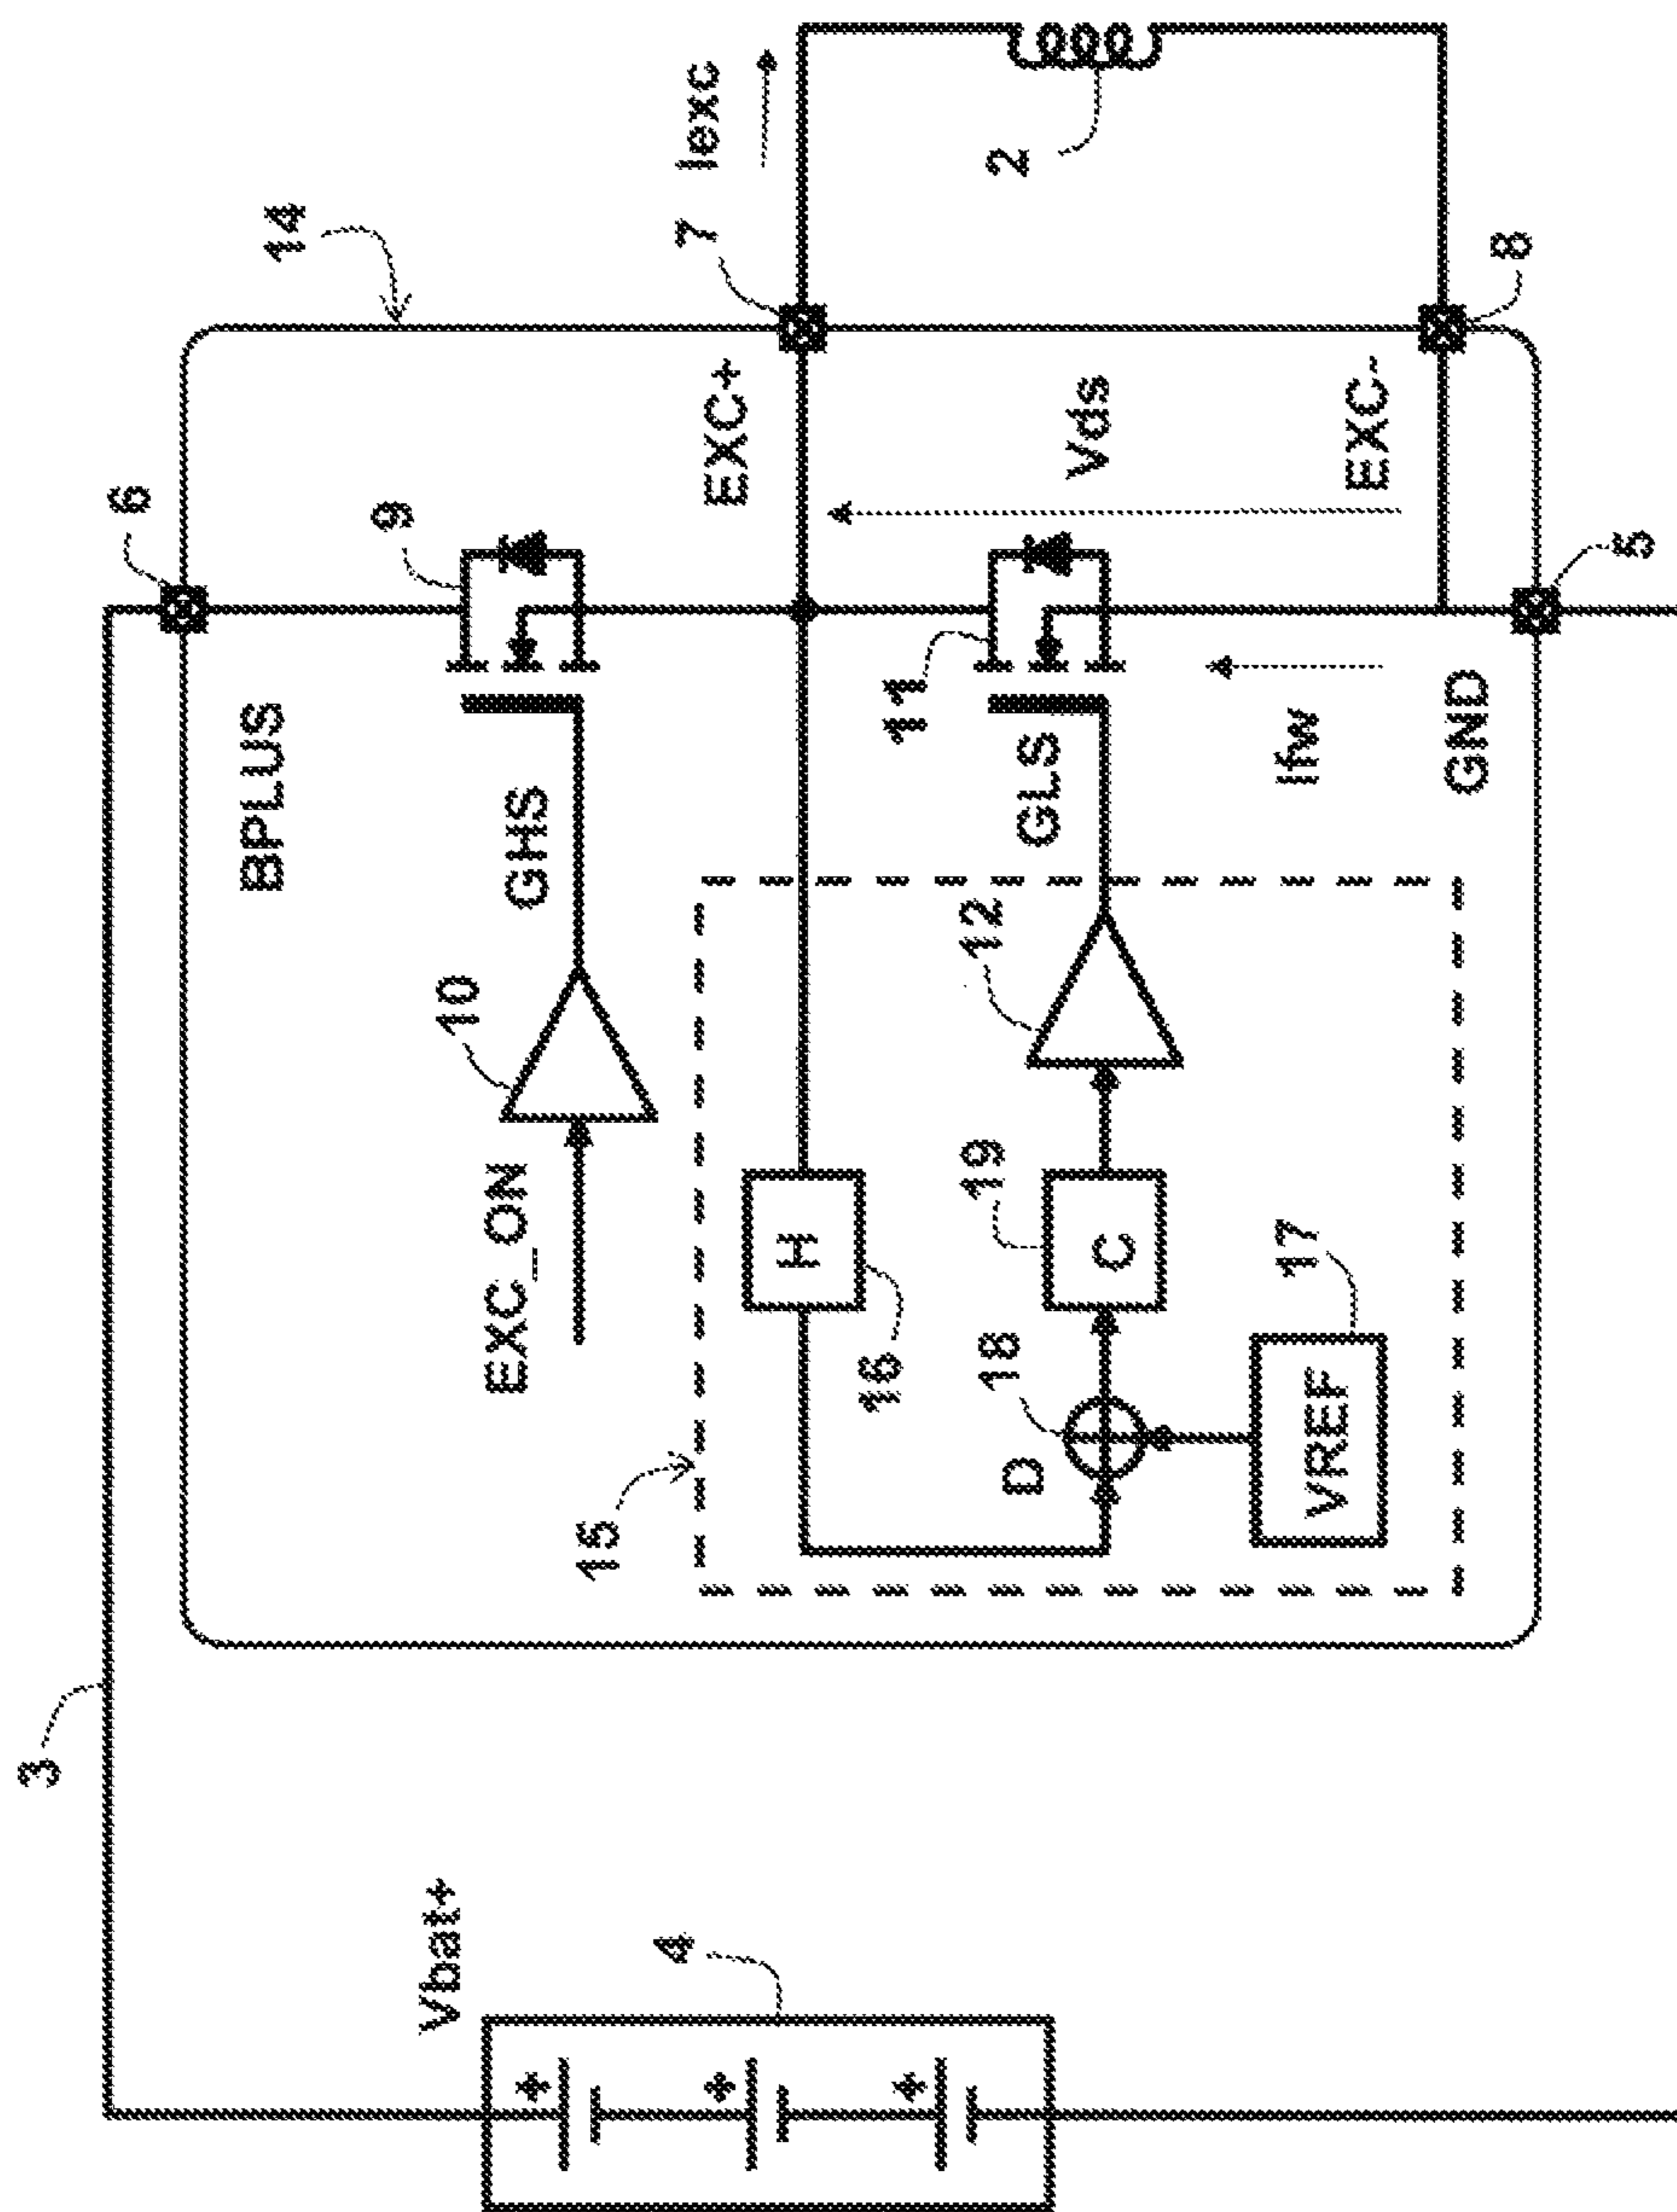 3
6
BPLUS
9
14
Vbat+
10
GHS
EXC_ON
EXC+
7
Iexc
4
15
H
16
11
Vds
2
D
18
19
C
12
GLS
Ifw
17
VREF
EXC-
8
GND
5